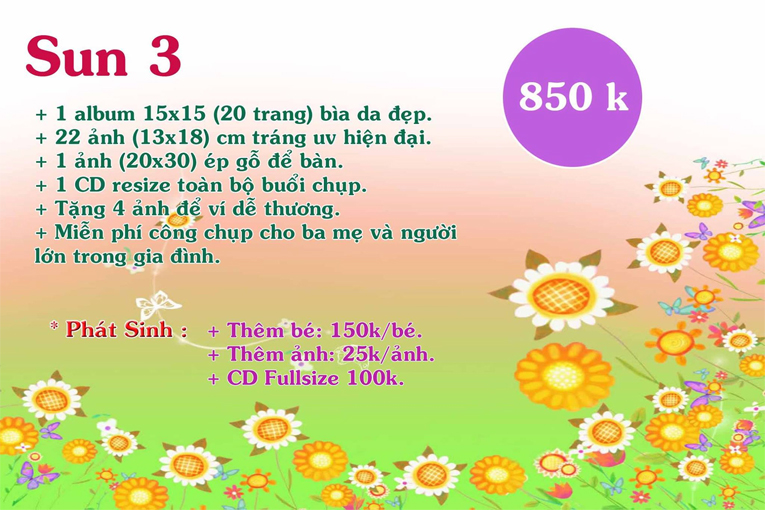 Sun 3
850 k
+ 1 album 15x15 (20 trang) bìa da đẹp.
+ 22 ảnh (13x18) cm tráng uv hiện đại.
+ 1 ảnh (20x30) ép gỗ để bàn.
+ 1 CD resize toàn bộ buổi chụp.
+ Tặng 4 ảnh để ví dễ thương.
+ Miễn phí công chụp cho ba mẹ và người
lớn trong gia đình.
* Phát Sinh : + Thêm bé: 150k/bé.
+ Thêm ảnh: 25k/ảnh.
+ CD Fullsize 100k.